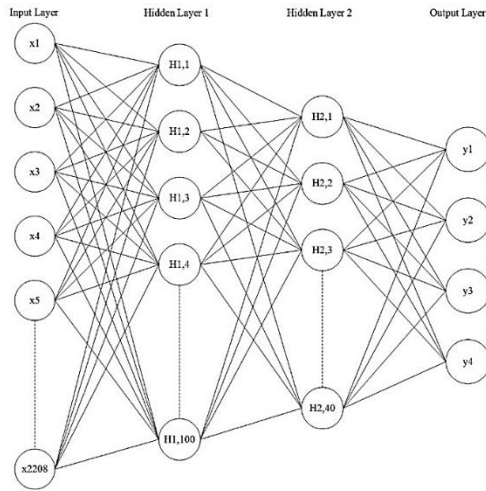 Input Layer
Hidden Layer 1
Hidden Layer 2
Output Layer
x1
x2
x3
x4
x5
x2208
H1,1
H1,2
H1,3
H1,4
H1,100
H2,1
H2,2
H2,3
H2,40
y1
y2
y3
y4